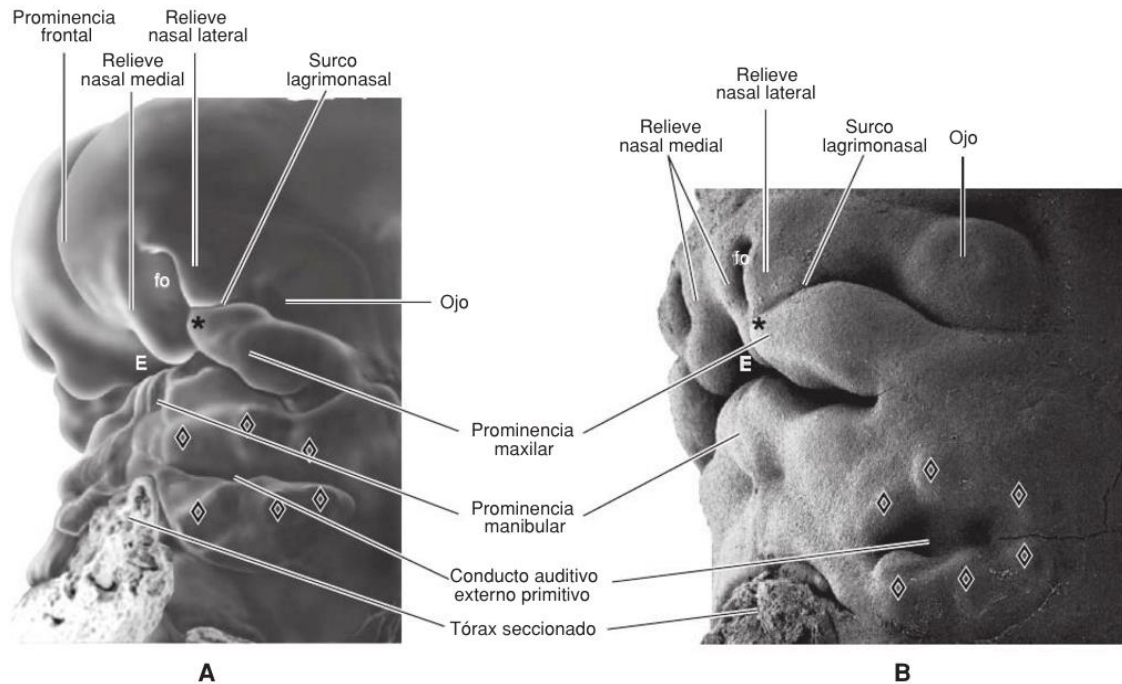 Prominencia
frontal
Relieve
nasal lateral
Relieve
nasal medial
Surco
lagrimonasal
fo
*
E
Ojo
Relieve
nasal lateral
Relieve
nasal medial
Surco
lagrimonasal
Ojo
fo
*
E
Prominencia
maxilar
Prominencia
manibular
Conducto auditivo
externo primitivo
Tórax seccionado
A
B